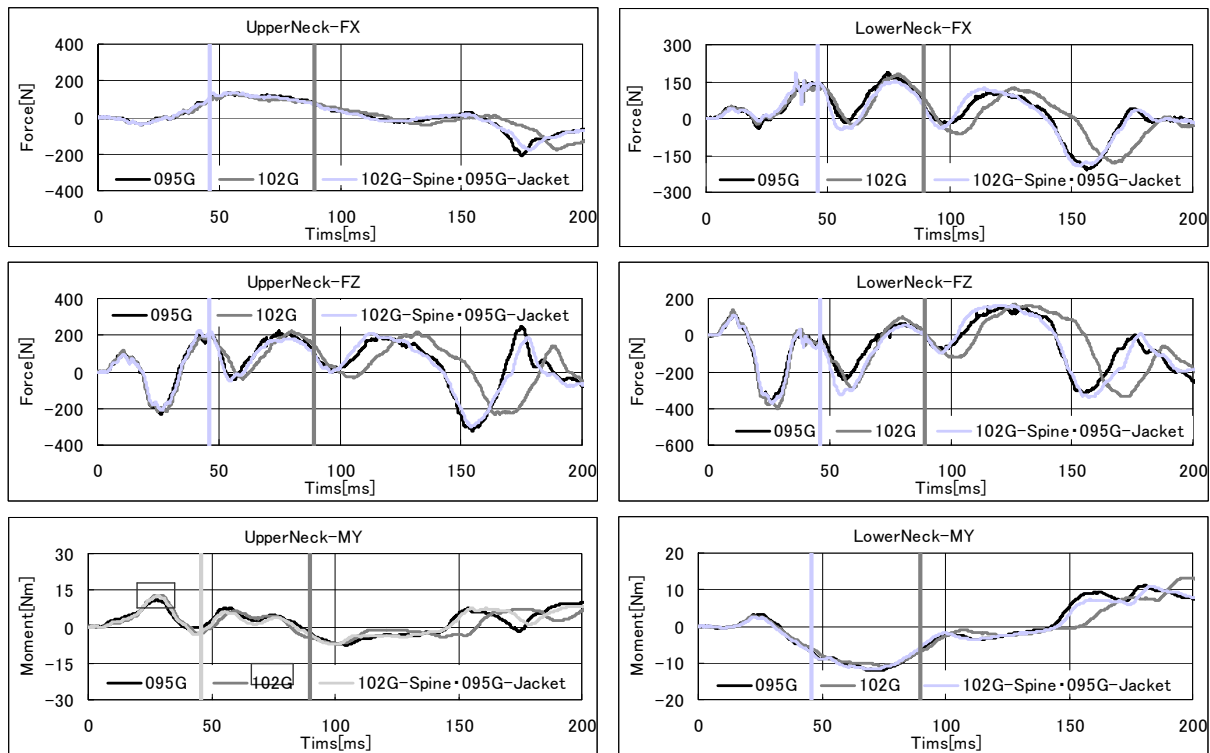 UpperNeck-FX
400
200
0
-200
-400
Force[N]
095G 102G 102G-Spine・095G-Jacket
0 50 100 150 200
Tims[ms]
LowerNeck-FX
300
150
0
-150
-300
Force[N]
095G 102G 102G-Spine・095G-Jacket
0 50 100 150 200
Tims[ms]
UpperNeck-FZ
400
200
0
-200
-400
Force[N]
095G 102G 102G-Spine・095G-Jacket
0 50 100 150 200
Tims[ms]
LowerNeck-FZ
200
0
-200
-400
-600
Force[N]
095G 102G 102G-Spine・095G-Jacket
0 50 100 150 200
Tims[ms]
UpperNeck-MY
30
15
0
-15
-30
Moment[Nm]
095G 102G 102G-Spine・095G-Jacket
0 50 100 150 200
Tims[ms]
LowerNeck-MY
20
10
0
-10
-20
Moment[Nm]
095G 102G 102G-Spine・095G-Jacket
0 50 100 150 200
Tims[ms]